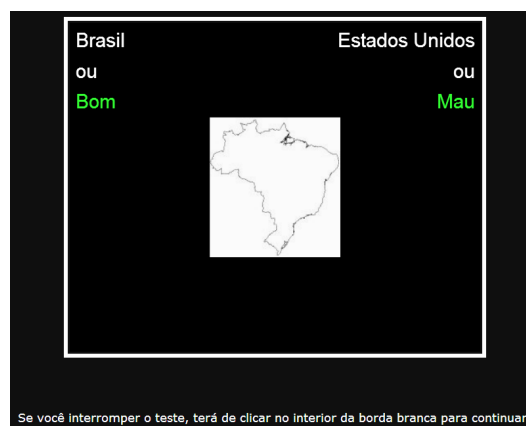 Brasil
Estados Unidos
ou
ou
Bom
Mau
Se você interromper o teste, terá de clicar no interior da borda branca para continuar